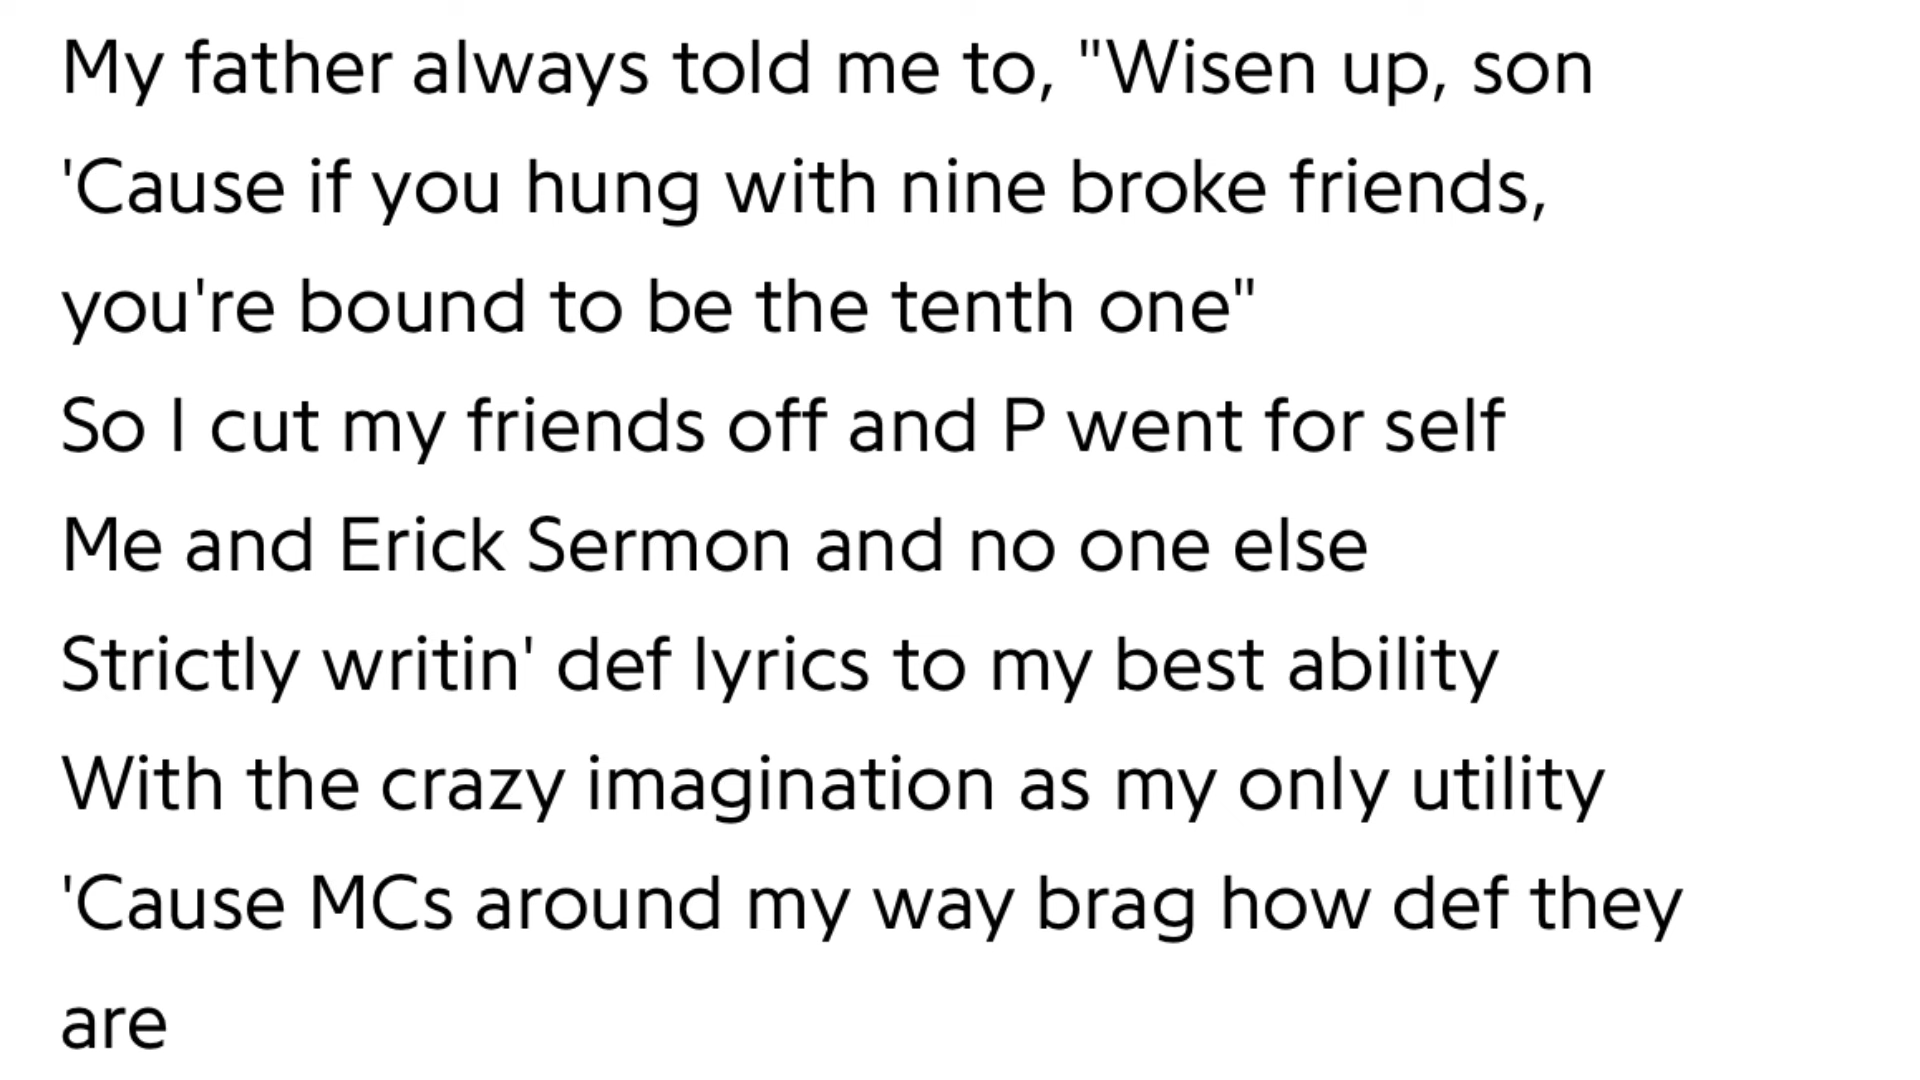 My father always told me to, "Wisen up, son
'Cause if you hung with nine broke friends,
you're bound to be the tenth one"
So I cut my friends off and P went for self
Me and Erick Sermon and no one else
Strictly writin' def lyrics to my best ability
With the crazy imagination as my only utility
'Cause MCs around my way brag how def they
are